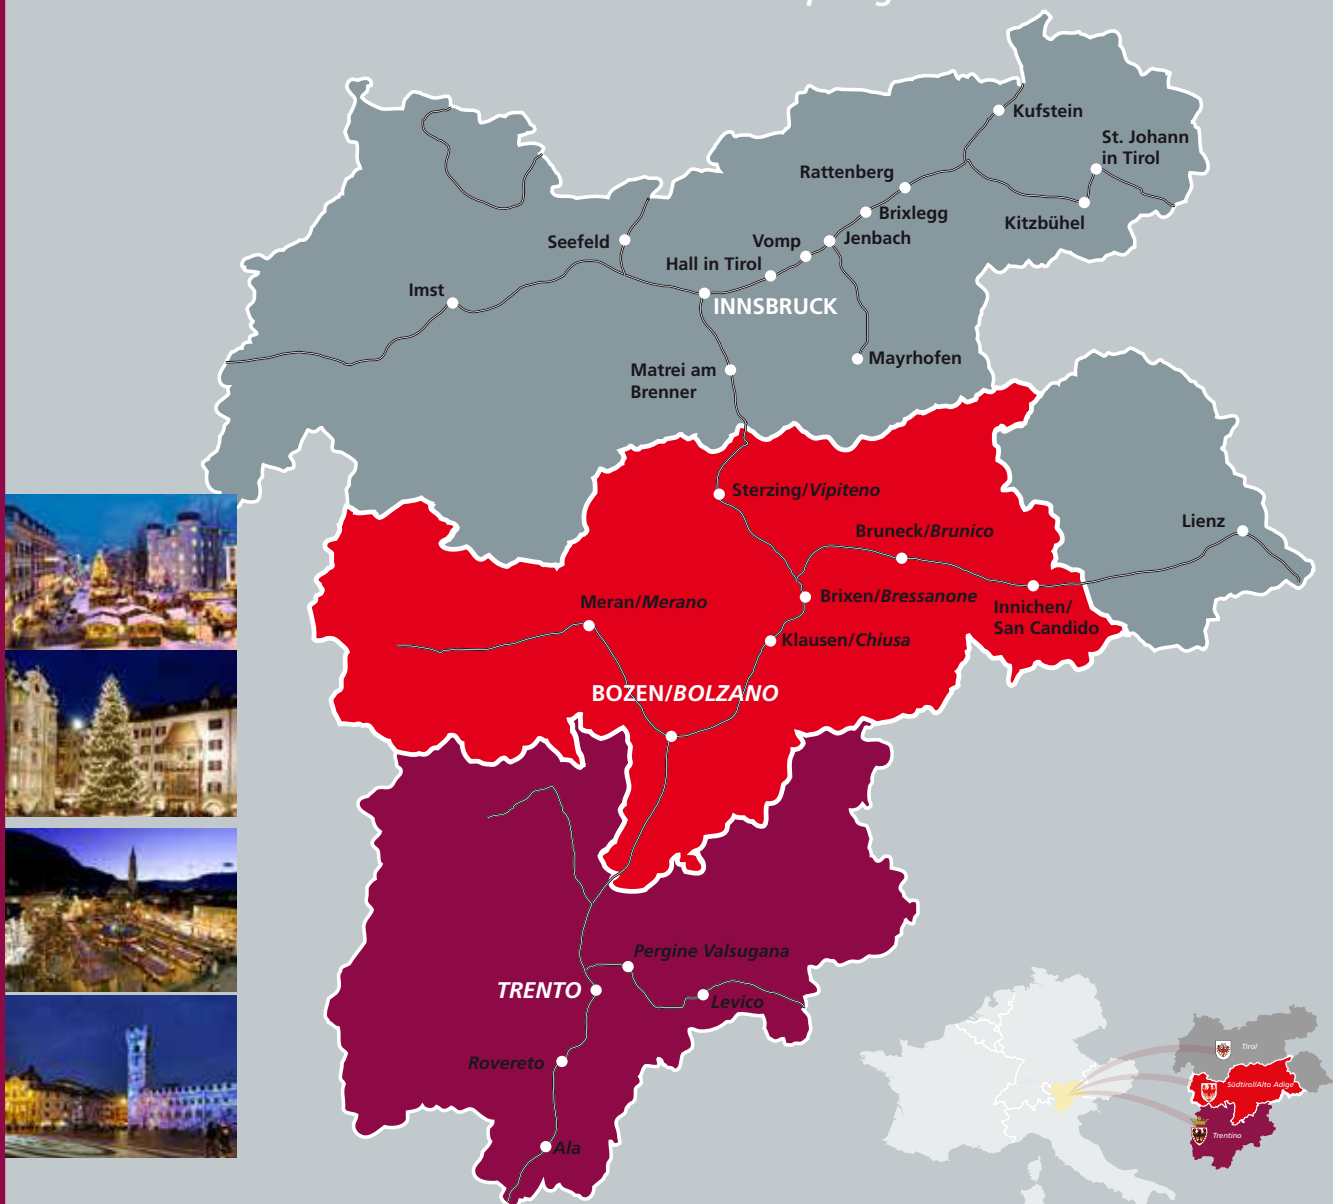 Kufstein
St. Johann
in Tirol
Rattenberg
Brixlegg
Kitzbühel
Jenbach
Vomp
Seefeld
Hall in Tirol
Imst
INNSBRUCK
Mayrhofen
Matrei am
Brenner
Sterzing/Vipiteno
Bruneck/Brunico
Lienz
Meran/Merano
Brixen/Bressanone
Innichen/
San Candido
Klausen/Chiusa
BOZEN/BOLZANO
Pergine Valsugana
TRENTO
Levico
Rovereto
Ala
Tirol
Südtirol/Alto Adige
Trentino